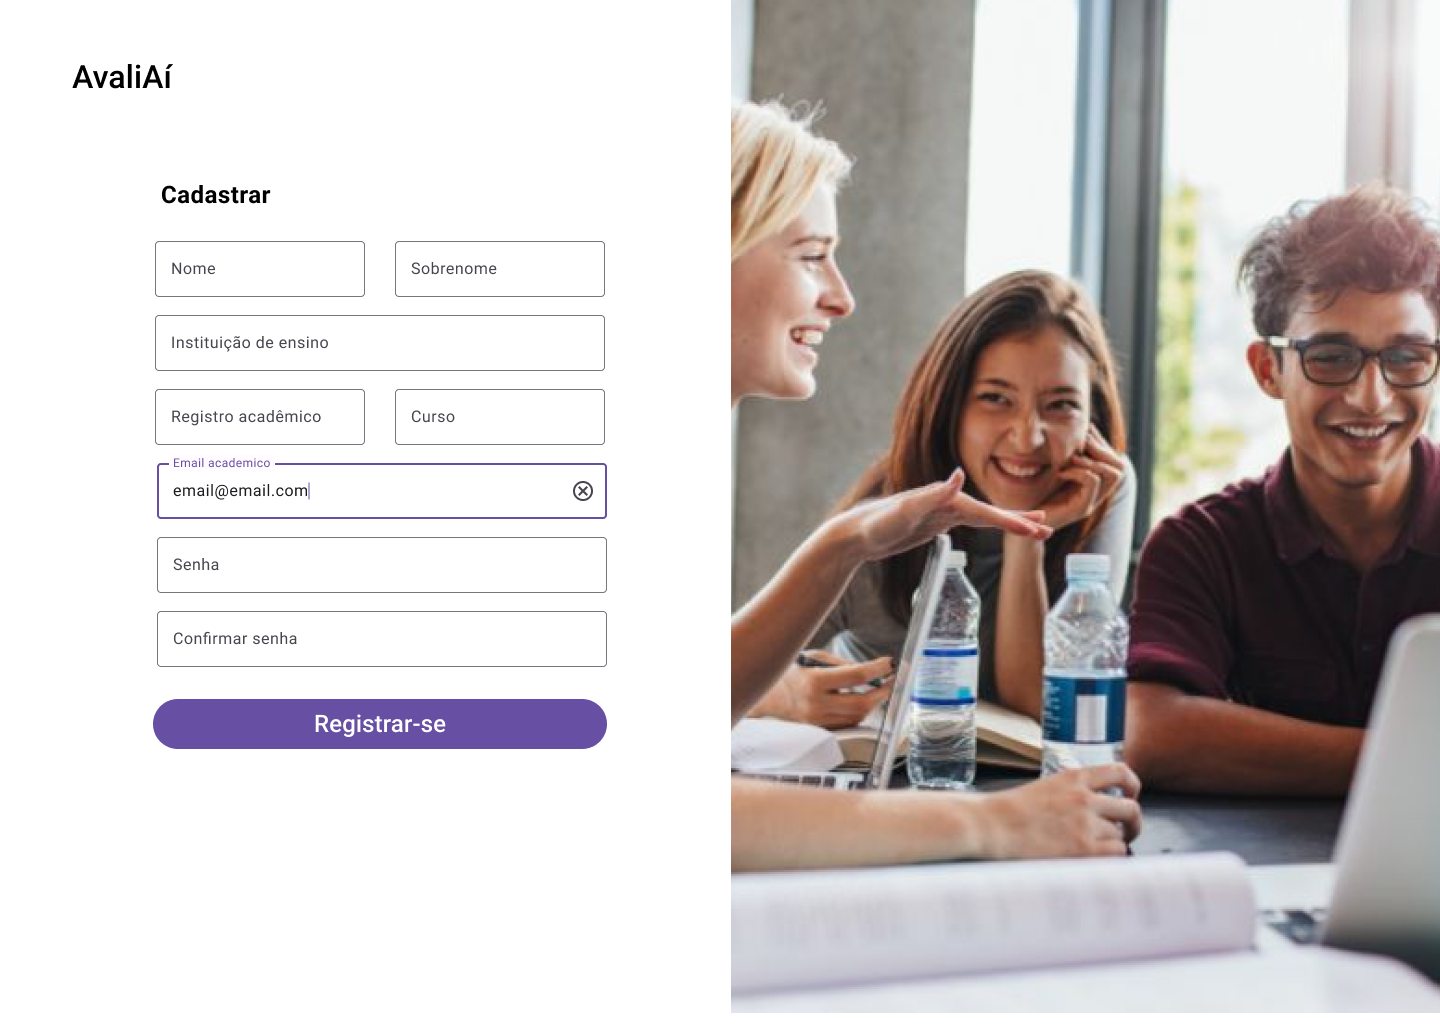 AvaliAí
Cadastrar
Nome
Sobrenome
Instituição de ensino
Registro acadêmico
Curso
Email academico
email@email.com
Senha
Confirmar senha
Registrar-se